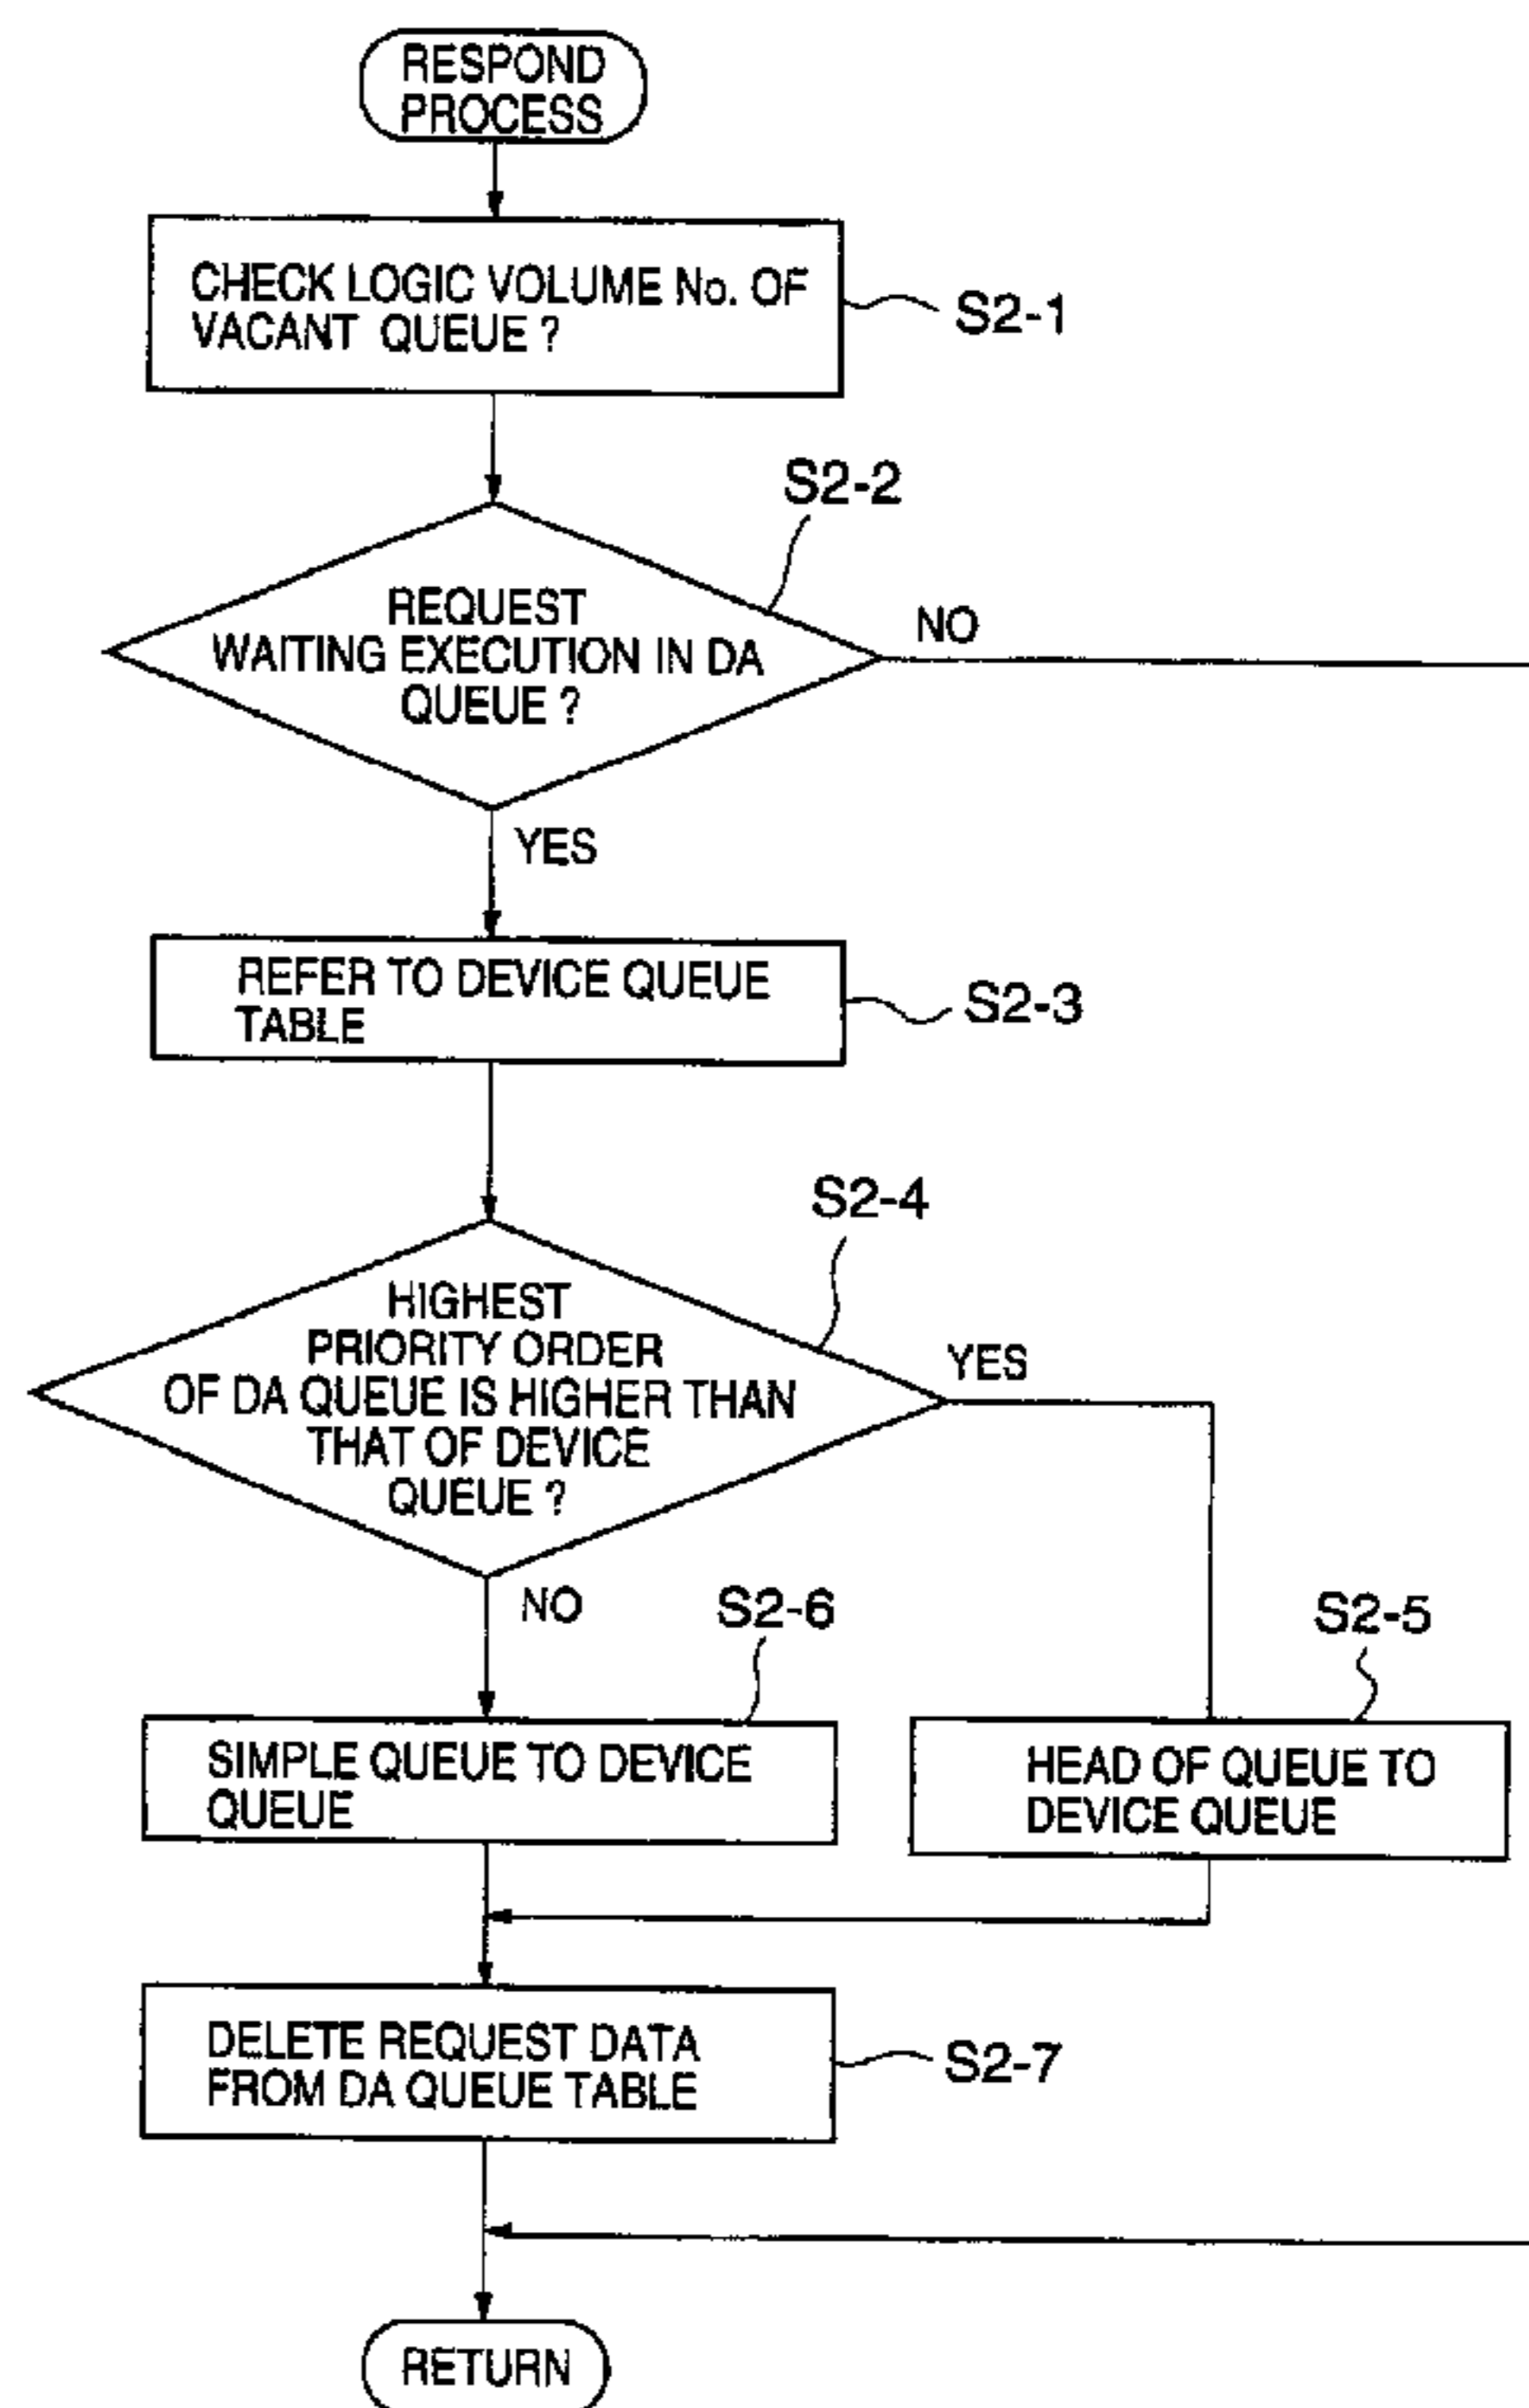 RESPOND
PROCESS
CHECK LOGIC VOLUME No. OF
VACANT QUEUE ?
S2-1
S2-2
REQUEST
WAITING EXECUTION IN DA
QUEUE ?
NO
YES
REFER TO DEVICE QUEUE
TABLE
S2-3
S2-4
HIGHEST
PRIORITY ORDER
OF DA QUEUE IS HIGHER THAN
THAT OF DEVICE
QUEUE ?
YES
NO
S2-6
S2-5
SIMPLE QUEUE TO DEVICE
QUEUE
HEAD OF QUEUE TO
DEVICE QUEUE
DELETE REQUEST DATA
FROM DA QUEUE TABLE
S2-7
RETURN